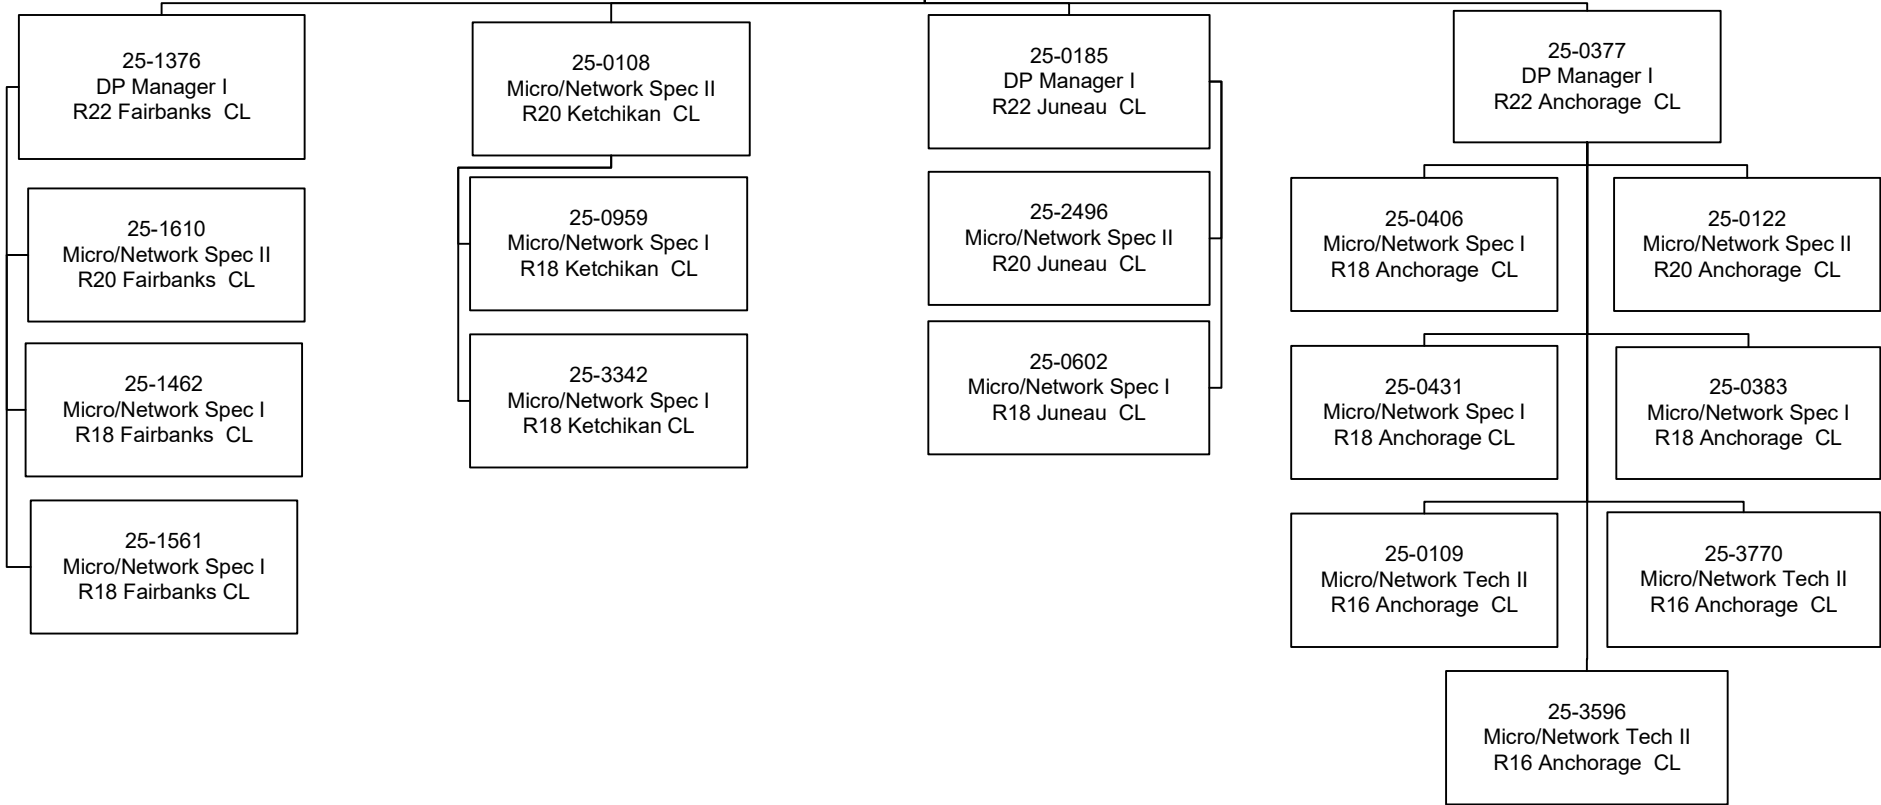 25-1376
DP Manager I
R22 Fairbanks  CL
25-1610
Micro/Network Spec II
R20 Fairbanks  CL
25-1462
Micro/Network Spec I
R18 Fairbanks  CL
25-1561
Micro/Network Spec I
R18 Fairbanks CL
25-0108
Micro/Network Spec II
R20 Ketchikan  CL
25-0959
Micro/Network Spec I
R18 Ketchikan  CL
25-3342
Micro/Network Spec I
R18 Ketchikan CL
25-0185
DP Manager I
R22 Juneau  CL
25-2496
Micro/Network Spec II
R20 Juneau  CL
25-0602
Micro/Network Spec I
R18 Juneau  CL
25-0377
DP Manager I
R22 Anchorage  CL
25-0406
Micro/Network Spec I
R18 Anchorage  CL
25-0122
Micro/Network Spec II
R20 Anchorage  CL
25-0431
Micro/Network Spec I
R18 Anchorage CL
25-0383
Micro/Network Spec I
R18 Anchorage  CL
25-0109
Micro/Network Tech II
R16 Anchorage  CL
25-3770
Micro/Network Tech II
R16 Anchorage  CL
25-3596
Micro/Network Tech II
R16 Anchorage  CL